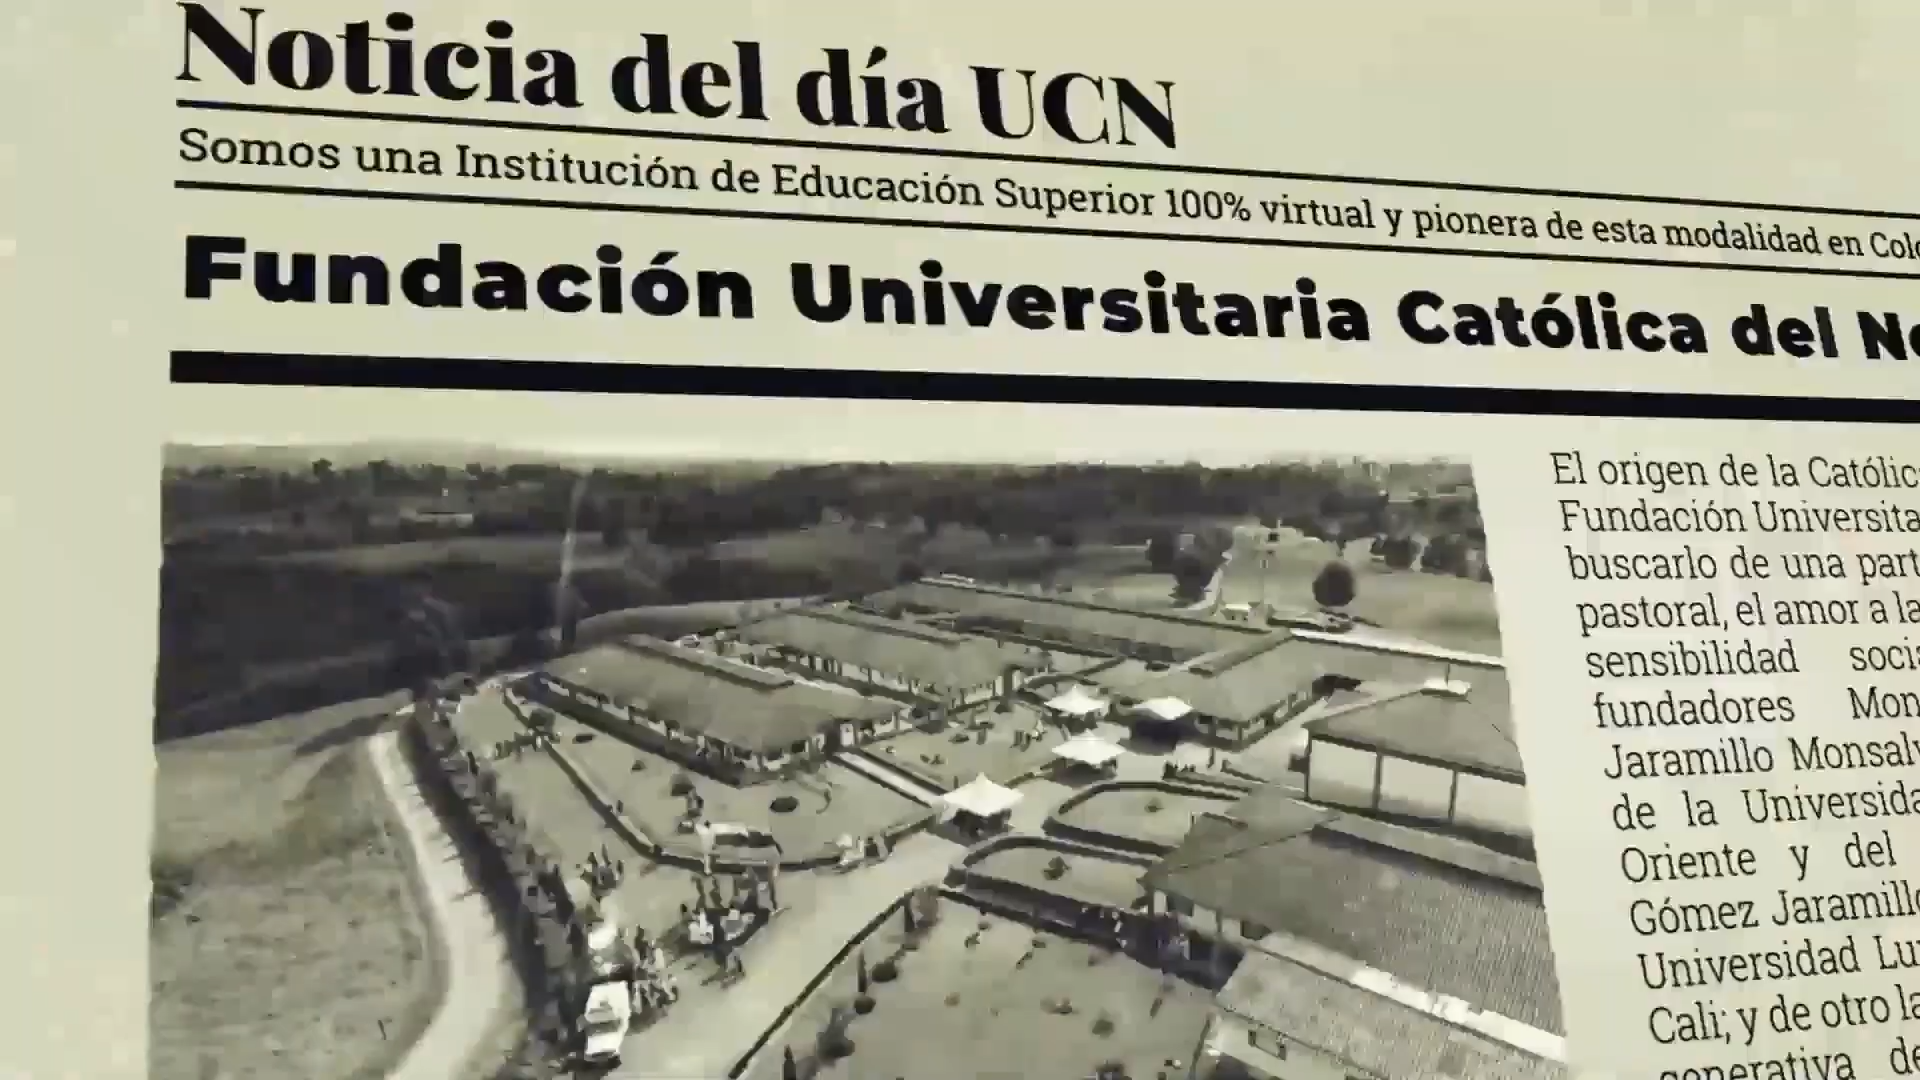 Noticia del día UCN
Somos una Institución de Educación Superior 100% virtual y pionera de esta modalidad en
Fundación Universitaria Católica del
El origen de la
Fundación
buscarlo de una
pastoral, el amor a
sensibilidad
fundadores
Jaramillo
de la
Oriente y del
Gómez
Universidad
Cali; y de otro